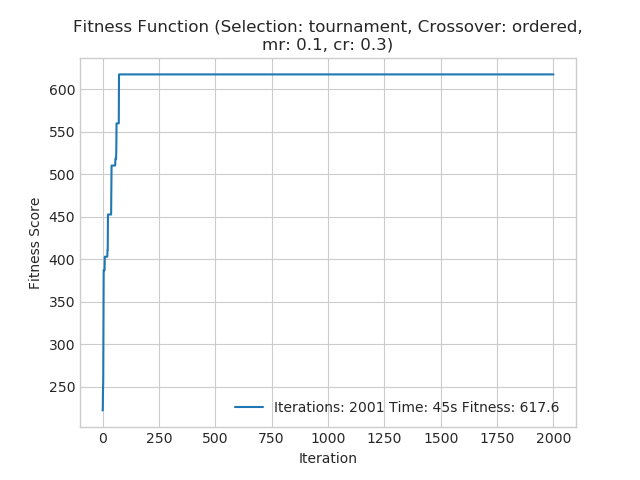 Fitness Function (Selection: tournament, Crossover: ordered,
mr: 0.1, cr: 0.3)
600
550
500
450
400
350
300
250
Fitness Score
Iterations: 2001 Time: 45s Fitness: 617.6
0 250 500 750 1000 1250 1500 1750 2000
Iteration